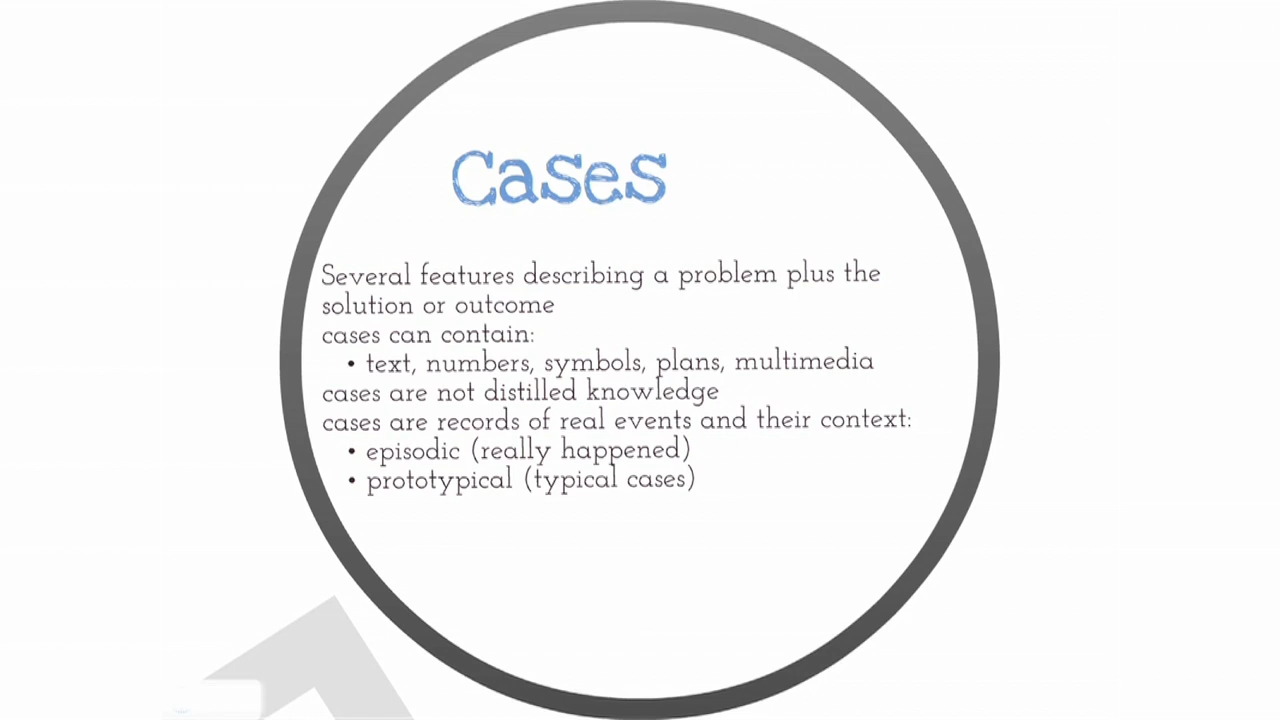 Cases
Several features describing a problem plus the
solution or outcome
cases can contain:
• text, numbers, symbols, plans, multimedia
cases are not distilled knowledge
cases are records of real events and their context:
• episodic (really happened)
• prototypical (typical cases)